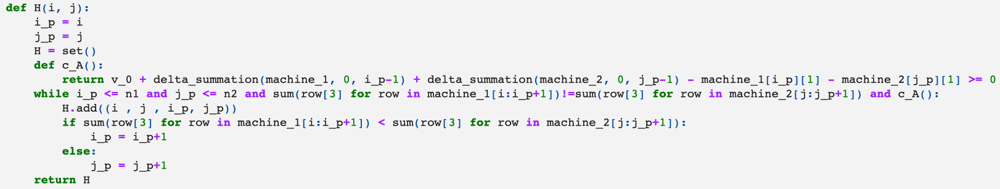 def H(i, j):
    i_p = i
    j_p = j
    H = set()
    def c_A():
        return v_0 + delta_summation(machine_1, 0, i_p-1) + delta_summation(machine_2, 0, j_p-1) - machine_1[i_p][1] - machine_2[j_p][1] >= 0
    while i_p <= n1 and j_p <= n2 and sum(row[3] for row in machine_1[i:i_p+1])!=sum(row[3] for row in machine_2[j:j_p+1]) and c_A():
        H.add((i , j , i_p, j_p))
        if sum(row[3] for row in machine_1[i:i_p+1]) < sum(row[3] for row in machine_2[j:j_p+1]):
            i_p = i_p+1
        else:
            j_p = j_p+1
    return H